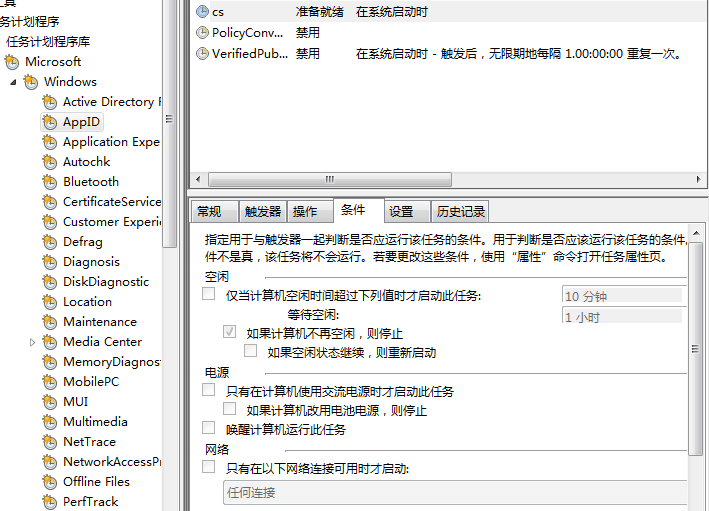 工具
务计划程序
任务计划程序库
Microsoft
Windows
Active Directory R
AppID
Application Expe
Autochk
Bluetooth
CertificateService
Customer Experie
Defrag
Diagnosis
DiskDiagnostic
Location
Maintenance
Media Center
MemoryDiagnost
MobilePC
MUI
Multimedia
NetTrace
NetworkAccessPr
Offline Files
PerfTrack
cs 准备就绪 在系统启动时
PolicyConv... 禁用
VerifiedPub... 禁用 在系统启动时 - 触发后，无限期地每隔 1.00:00:00 重复一次。
常规 触发器 操作 条件 设置 历史记录
指定用于与触发器一起判断是否应运行该任务的条件。用于判断是否应该运行该任务的条件。
件不是真，该任务将不会运行。若要更改这些条件，使用“属性”命令打开任务属性页。
空闲
仅当计算机空闲时间超过下列值时才启动此任务: 10 分钟
等待空闲: 1 小时
如果计算机不再空闲，则停止
如果空闲状态继续，则重新启动
电源
只有在计算机使用交流电源时才启动此任务
如果计算机改用电池电源，则停止
唤醒计算机运行此任务
网络
只有在以下网络连接可用时才启动:
任何连接